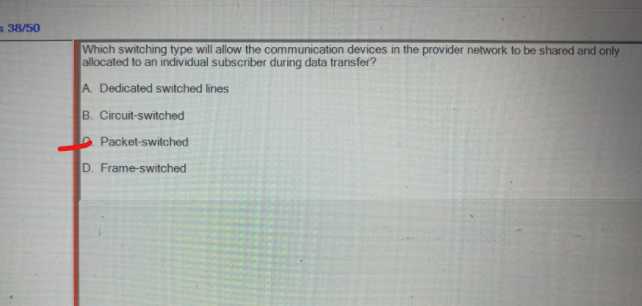 s 38/50
Which switching type will allow the communication devices in the provider network to be shared and only
allocated to an individual subscriber during data transfer?
A. Dedicated switched lines
B. Circuit-switched
C. Packet-switched
D. Frame-switched